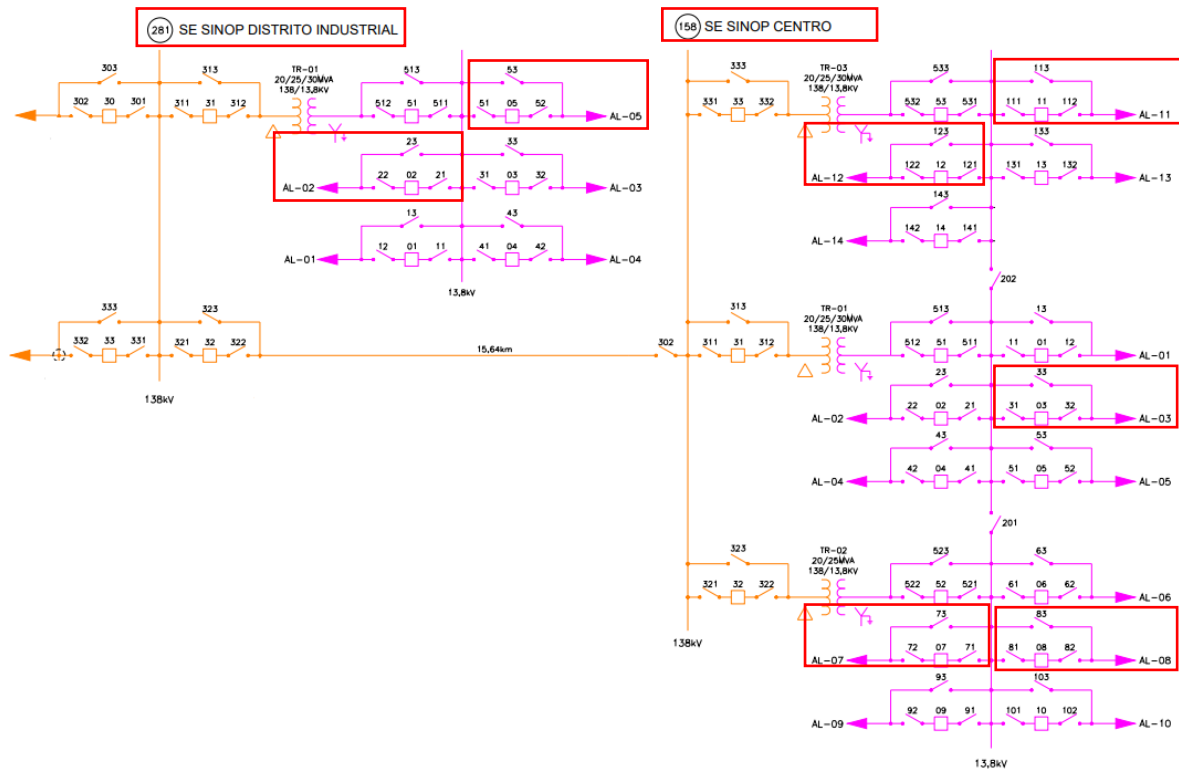 281 SE SINOP DISTRITO INDUSTRIAL
303
313
TR-01
20/25/30MVA
138/13,8KV
513
53
302 30 301
311 31 312
512 51 511
51 05 52
AL-05
23
33
AL-02
22 02 21
31 03 32
AL-03
13
43
AL-01
12 01 11
41 04 42
AL-04
13,8kV
333
323
332 33 331
321 32 322
15,64km
138kV
158 SE SINOP CENTRO
333
TR-03
20/25/30MVA
138/13,8KV
533
113
331 33 332
532 53 531
111 11 112
AL-11
123
133
AL-12
122 12 121
131 13 132
AL-13
143
AL-14
142 14 141
202
313
TR-01
20/25/30MVA
138/13,8KV
513
13
302
311 31 312
512 51 511
11 01 12
AL-01
23
33
AL-02
22 02 21
31 03 32
AL-03
43
53
AL-04
42 04 41
51 05 52
AL-05
201
323
TR-02
20/25MVA
138/13,8KV
523
63
321 32 322
522 52 521
61 06 62
AL-06
138kV
73
83
AL-07
72 07 71
81 08 82
AL-08
93
103
AL-09
92 09 91
101 10 102
AL-10
13,8kV